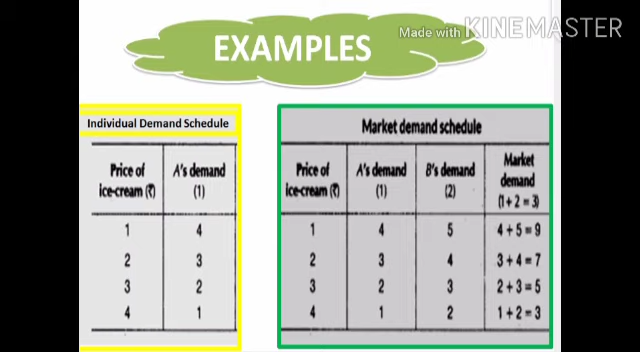 Made with KINEMASTER
EXAMPLES
Individual Demand Schedule
Price of ice-cream (₹) A's demand (1)
1 4
2 3
3 2
4 1
Market demand schedule
Price of ice-cream (₹) A's demand (1) B's demand (2) Market demand (1 + 2 = 3)
1 4 5 4 + 5 = 9
2 3 4 3 + 4 = 7
3 2 3 2 + 3 = 5
4 1 2 1 + 2 = 3